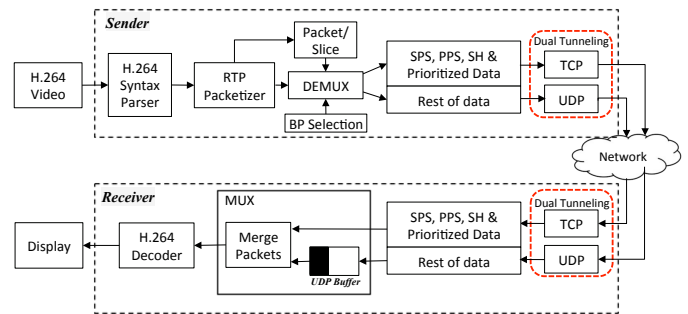 Sender
Packet/
Slice
H.264
Video
H.264
Syntax
Parser
RTP
Packetizer
DEMUX
BP Selection
SPS, PPS, SH &
Prioritized Data
Rest of data
Dual Tunneling
TCP
UDP
Network
Receiver
MUX
Display
H.264
Decoder
Merge
Packets
UDP Buffer
SPS, PPS, SH &
Prioritized Data
Rest of data
Dual Tunneling
TCP
UDP